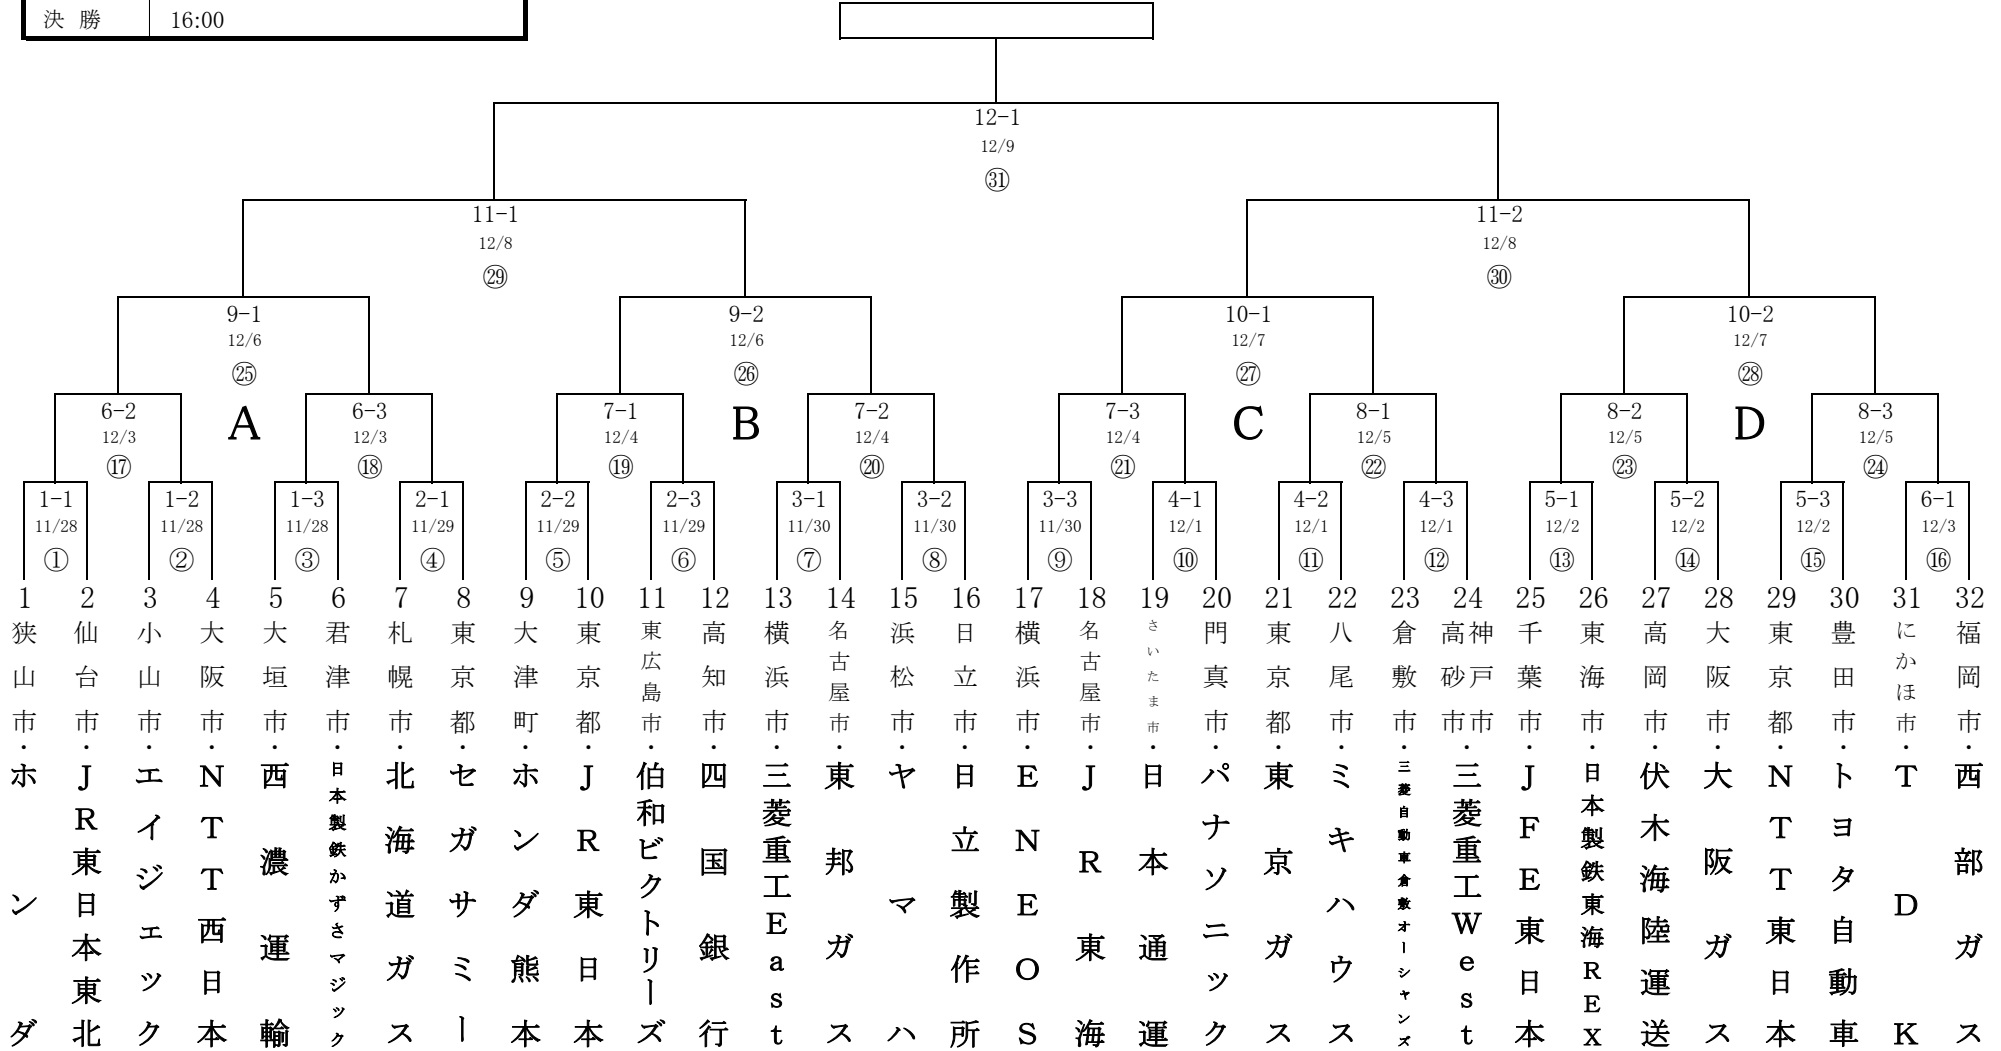 決 勝 16:00
12-1
12/9
㉛
11-1 11-2
12/8 12/8
㉙ ㉚
9-1 9-2 10-1 10-2
12/6 12/6 12/7 12/7
㉕ ㉖ ㉗ ㉘
6-2 6-3 7-1 7-2 7-3 8-1 8-2 8-3
A B C D
12/3 12/3 12/4 12/4 12/4 12/5 12/5 12/5
⑰ ⑱ ⑲ ⑳ ㉑ ㉒ ㉓ ㉔
1-1 1-2 1-3 2-1 2-2 2-3 3-1 3-2 3-3 4-1 4-2 4-3 5-1 5-2 5-3 6-1
11/28 11/28 11/28 11/29 11/29 11/29 11/30 11/30 11/30 12/1 12/1 12/1 12/2 12/2 12/2 12/3
① ② ③ ④ ⑤ ⑥ ⑦ ⑧ ⑨ ⑩ ⑪ ⑫ ⑬ ⑭ ⑮ ⑯
1 狭山市・ホンダ
2 仙台市・JR東日本東北
3 小山市・エイジェック
4 大阪市・NTT西日本
5 大垣市・西濃運輸
6 君津市・日本製鉄かずさマジック
7 札幌市・北海道ガス
8 東京都・セガサミー
9 大津町・ホンダ熊本
10 東京都・JR東日本
11 東広島市・伯和ビクトリーズ
12 高知市・四国銀行
13 横浜市・三菱重工East
14 名古屋市・東邦ガス
15 浜松市・ヤマハ
16 日立市・日立製作所
17 横浜市・ENEOS
18 名古屋市・JR東海
19 さいたま市・日本通運
20 門真市・パナソニック
21 東京都・東京ガス
22 八尾市・ミキハウス
23 倉敷市・三菱自動車倉敷オーシャンズ
24 神戸市高砂市・三菱重工West
25 千葉市・JFE東日本
26 東海市・日本製鉄東海REX
27 高岡市・伏木海陸運送
28 大阪市・大阪ガス
29 東京都・NTT東日本
30 豊田市・トヨタ自動車
31 にかほ市・TDK
32 福岡市・西部ガス